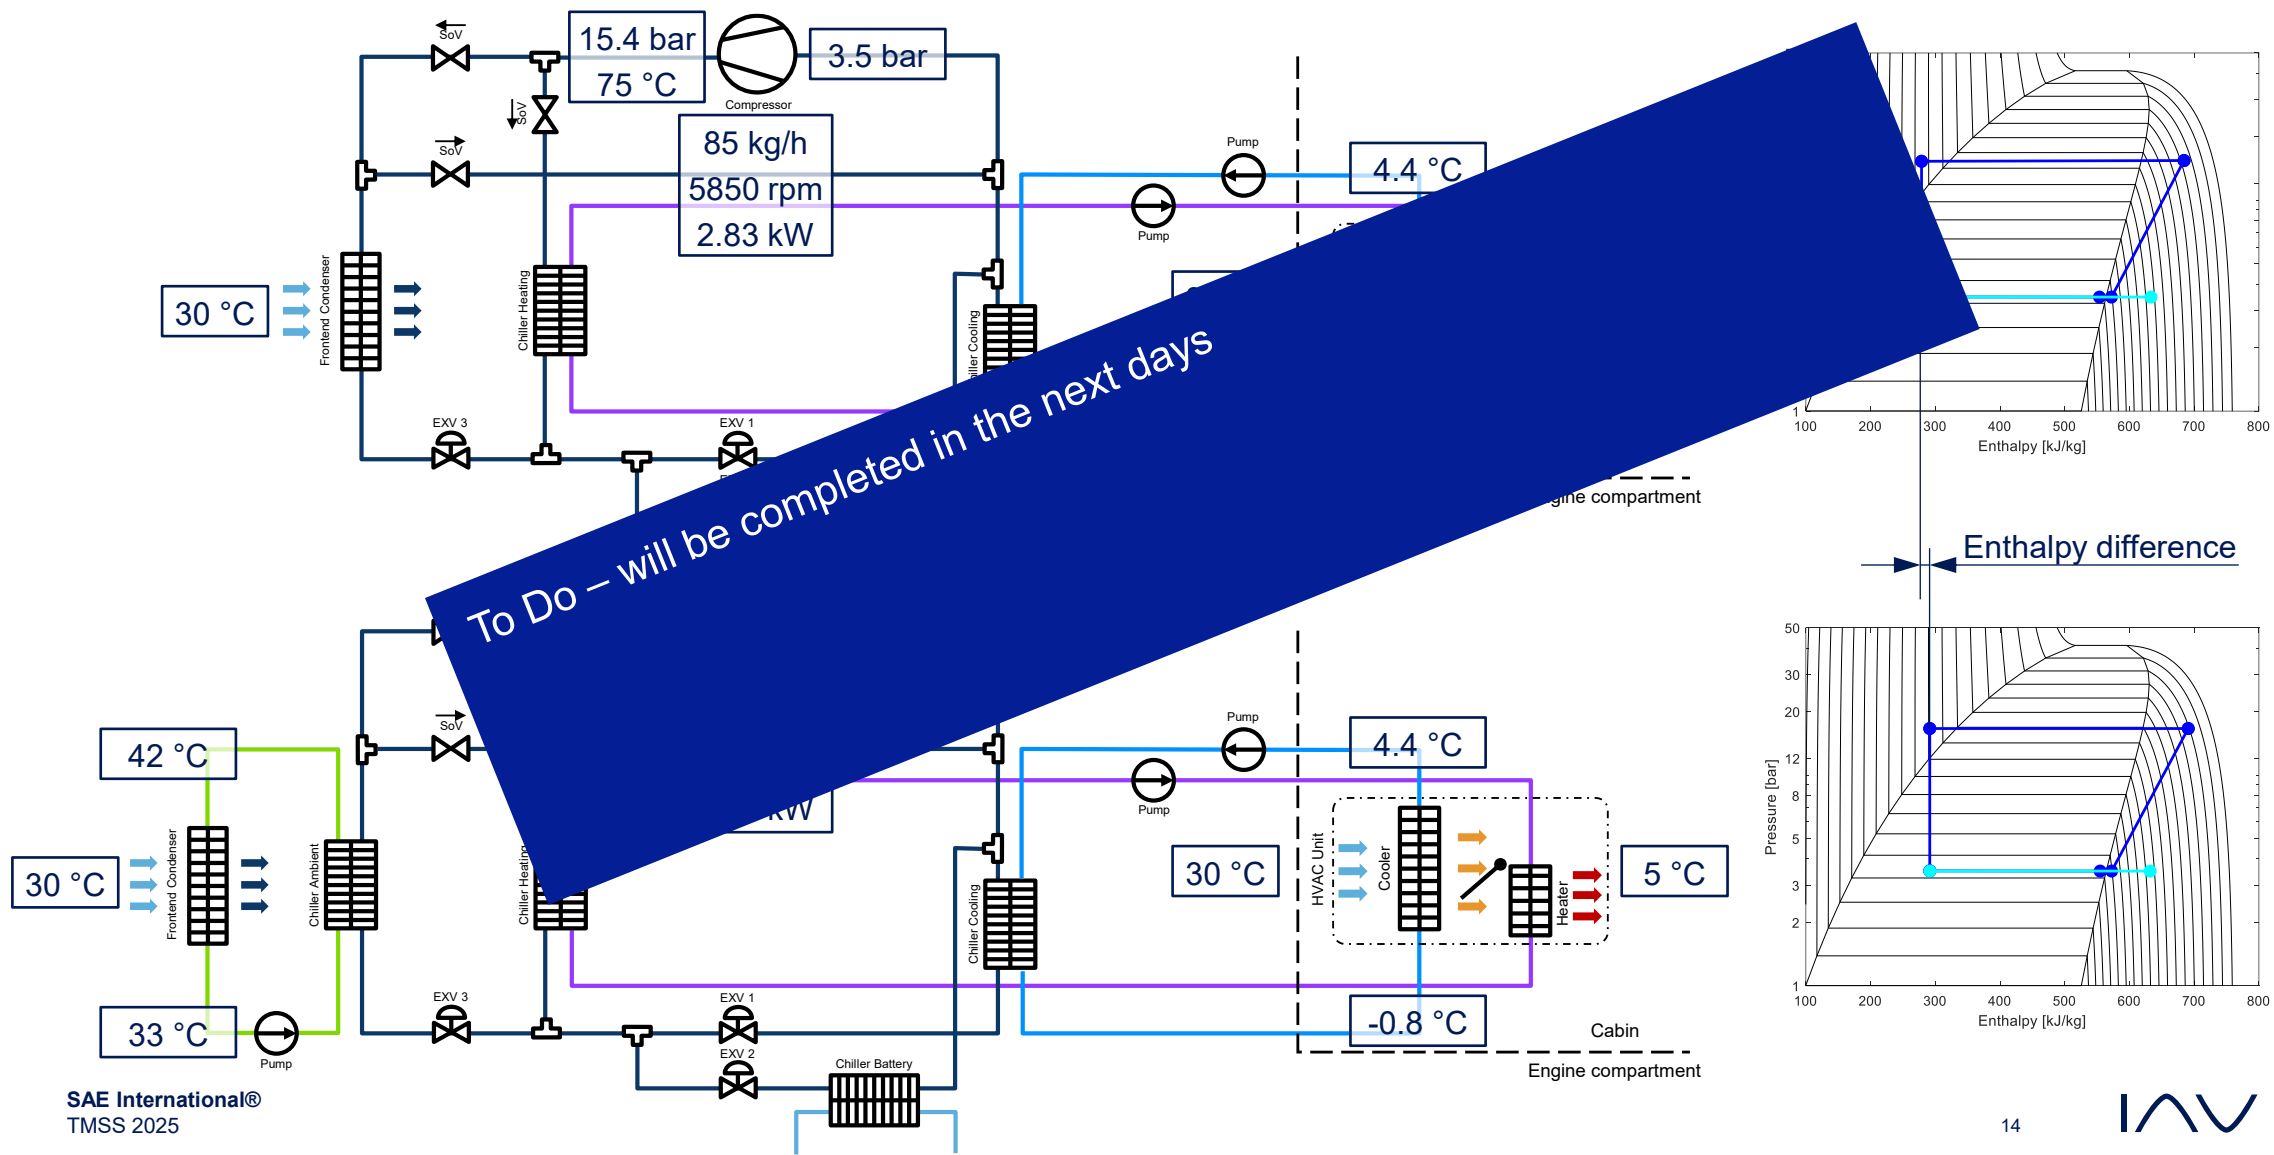 SoV
15.4 bar
75 °C
Compressor
3.5 bar
SoV
SoV
85 kg/h
5850 rpm
2.83 kW
Pump
Pump
4.4 °C
30 °C
Frontend Condenser
Chiller Heating
EXV 3
EXV 1
To Do – will be completed in the next days
compartment
1
100 200 300 400 500 600 700 800
Enthalpy [kJ/kg]
Enthalpy difference
SoV
42 °C
30 °C
33 °C
Frontend Condenser
Chiller Ambient
Chiller Heating
Pump
EXV 3
EXV 1
EXV 2
Chiller Battery
Chiller Cooling
Pump
Pump
4.4 °C
30 °C
HVAC Unit
Cooler
Heater
5 °C
-0.8 °C
Cabin
Engine compartment
Pressure [bar]
50
30
20
12
8
5
3
2
1
100 200 300 400 500 600 700 800
Enthalpy [kJ/kg]
SAE International®
TMSS 2025
14
IAV